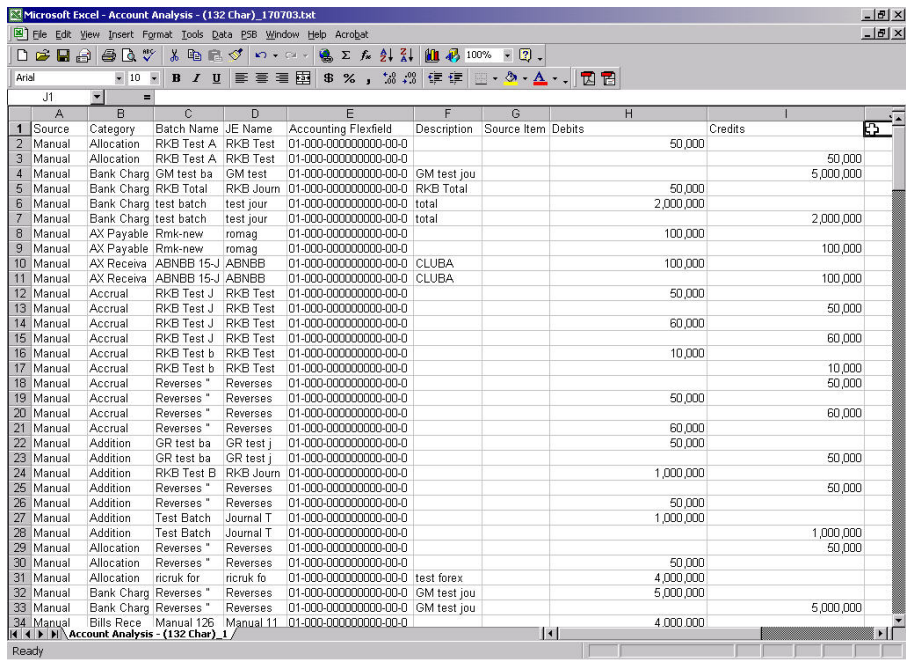 Microsoft Excel - Account Analysis - (132 Char)_170703.txt
File Edit View Insert Format Tools Data PSB Window Help Acrobat
100%
Arial 10 B I U $ % ,
J1 =
A B C D E F G H I
1 Source Category Batch Name JE Name Accounting Flexfield Description Source Item Debits Credits
2 Manual Allocation RKB Test A RKB Test 01-000-000000000-00-0 50,000
3 Manual Allocation RKB Test A RKB Test 01-000-000000000-00-0 50,000
4 Manual Bank Charg GM test ba GM test 01-000-000000000-00-0 GM test jou 5,000,000
5 Manual Bank Charg RKB Total RKB Journ 01-000-000000000-00-0 RKB Total 50,000
6 Manual Bank Charg test batch test jour 01-000-000000000-00-0 total 2,000,000
7 Manual Bank Charg test batch test jour 01-000-000000000-00-0 total 2,000,000
8 Manual AX Payable Rmk-new romag 01-000-000000000-00-0 100,000
9 Manual AX Payable Rmk-new romag 01-000-000000000-00-0 100,000
10 Manual AX Receiva ABNBB 15-J ABNBB 01-000-000000000-00-0 CLUBA 100,000
11 Manual AX Receiva ABNBB 15-J ABNBB 01-000-000000000-00-0 CLUBA 100,000
12 Manual Accrual RKB Test J RKB Test 01-000-000000000-00-0 50,000
13 Manual Accrual RKB Test J RKB Test 01-000-000000000-00-0 50,000
14 Manual Accrual RKB Test J RKB Test 01-000-000000000-00-0 60,000
15 Manual Accrual RKB Test J RKB Test 01-000-000000000-00-0 60,000
16 Manual Accrual RKB Test b RKB Test 01-000-000000000-00-0 10,000
17 Manual Accrual RKB Test b RKB Test 01-000-000000000-00-0 10,000
18 Manual Accrual Reverses " Reverses 01-000-000000000-00-0 50,000
19 Manual Accrual Reverses " Reverses 01-000-000000000-00-0 50,000
20 Manual Accrual Reverses " Reverses 01-000-000000000-00-0 60,000
21 Manual Accrual Reverses " Reverses 01-000-000000000-00-0 60,000
22 Manual Addition GR test ba GR test j 01-000-000000000-00-0 50,000
23 Manual Addition GR test ba GR test j 01-000-000000000-00-0 50,000
24 Manual Addition RKB Test B RKB Journ 01-000-000000000-00-0 1,000,000
25 Manual Addition Reverses " Reverses 01-000-000000000-00-0 50,000
26 Manual Addition Reverses " Reverses 01-000-000000000-00-0 50,000
27 Manual Addition Test Batch Journal T 01-000-000000000-00-0 1,000,000
28 Manual Addition Test Batch Journal T 01-000-000000000-00-0 1,000,000
29 Manual Allocation Reverses " Reverses 01-000-000000000-00-0 50,000
30 Manual Allocation Reverses " Reverses 01-000-000000000-00-0 50,000
31 Manual Allocation ricruk for ricruk fo 01-000-000000000-00-0 test forex 4,000,000
32 Manual Bank Charg Reverses " Reverses 01-000-000000000-00-0 GM test jou 5,000,000
33 Manual Bank Charg Reverses " Reverses 01-000-000000000-00-0 GM test jou 5,000,000
34 Manual Bills Rece Manual 126 Manual 11 01-000-000000000-00-0 4,000,000
Account Analysis - (132 Char)_1
Ready